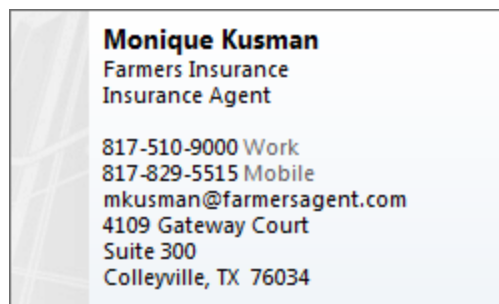 Monique Kusman
Farmers Insurance
Insurance Agent
817-510-9000 Work
817-829-5515 Mobile
mkusman@farmersagent.com
4109 Gateway Court
Suite 300
Colleyville, TX  76034